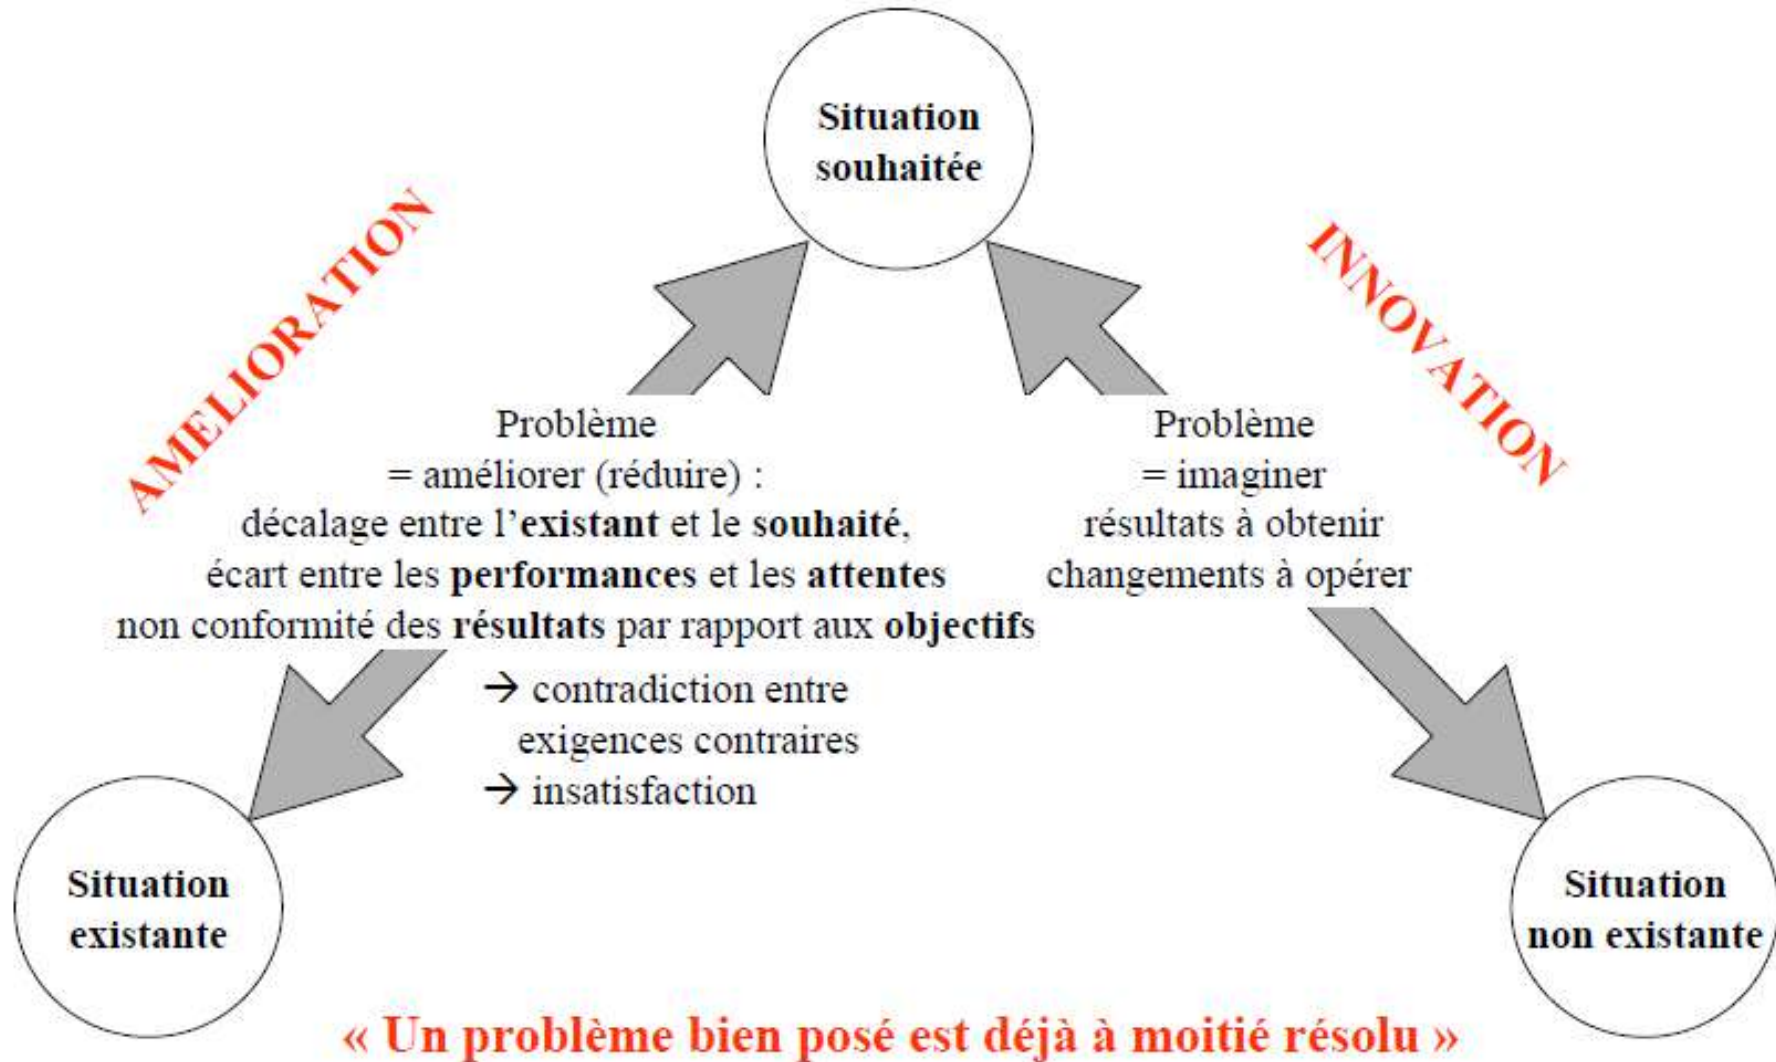 Situation
souhaitée
AMELIORATION
INNOVATION
Problème
= améliorer (réduire) :
décalage entre l’existant et le souhaité,
écart entre les performances et les attentes
non conformité des résultats par rapport aux objectifs
→ contradiction entre
exigences contraires
→ insatisfaction
Problème
= imaginer
résultats à obtenir
changements à opérer
Situation
existante
Situation
non existante
« Un problème bien posé est déjà à moitié résolu »